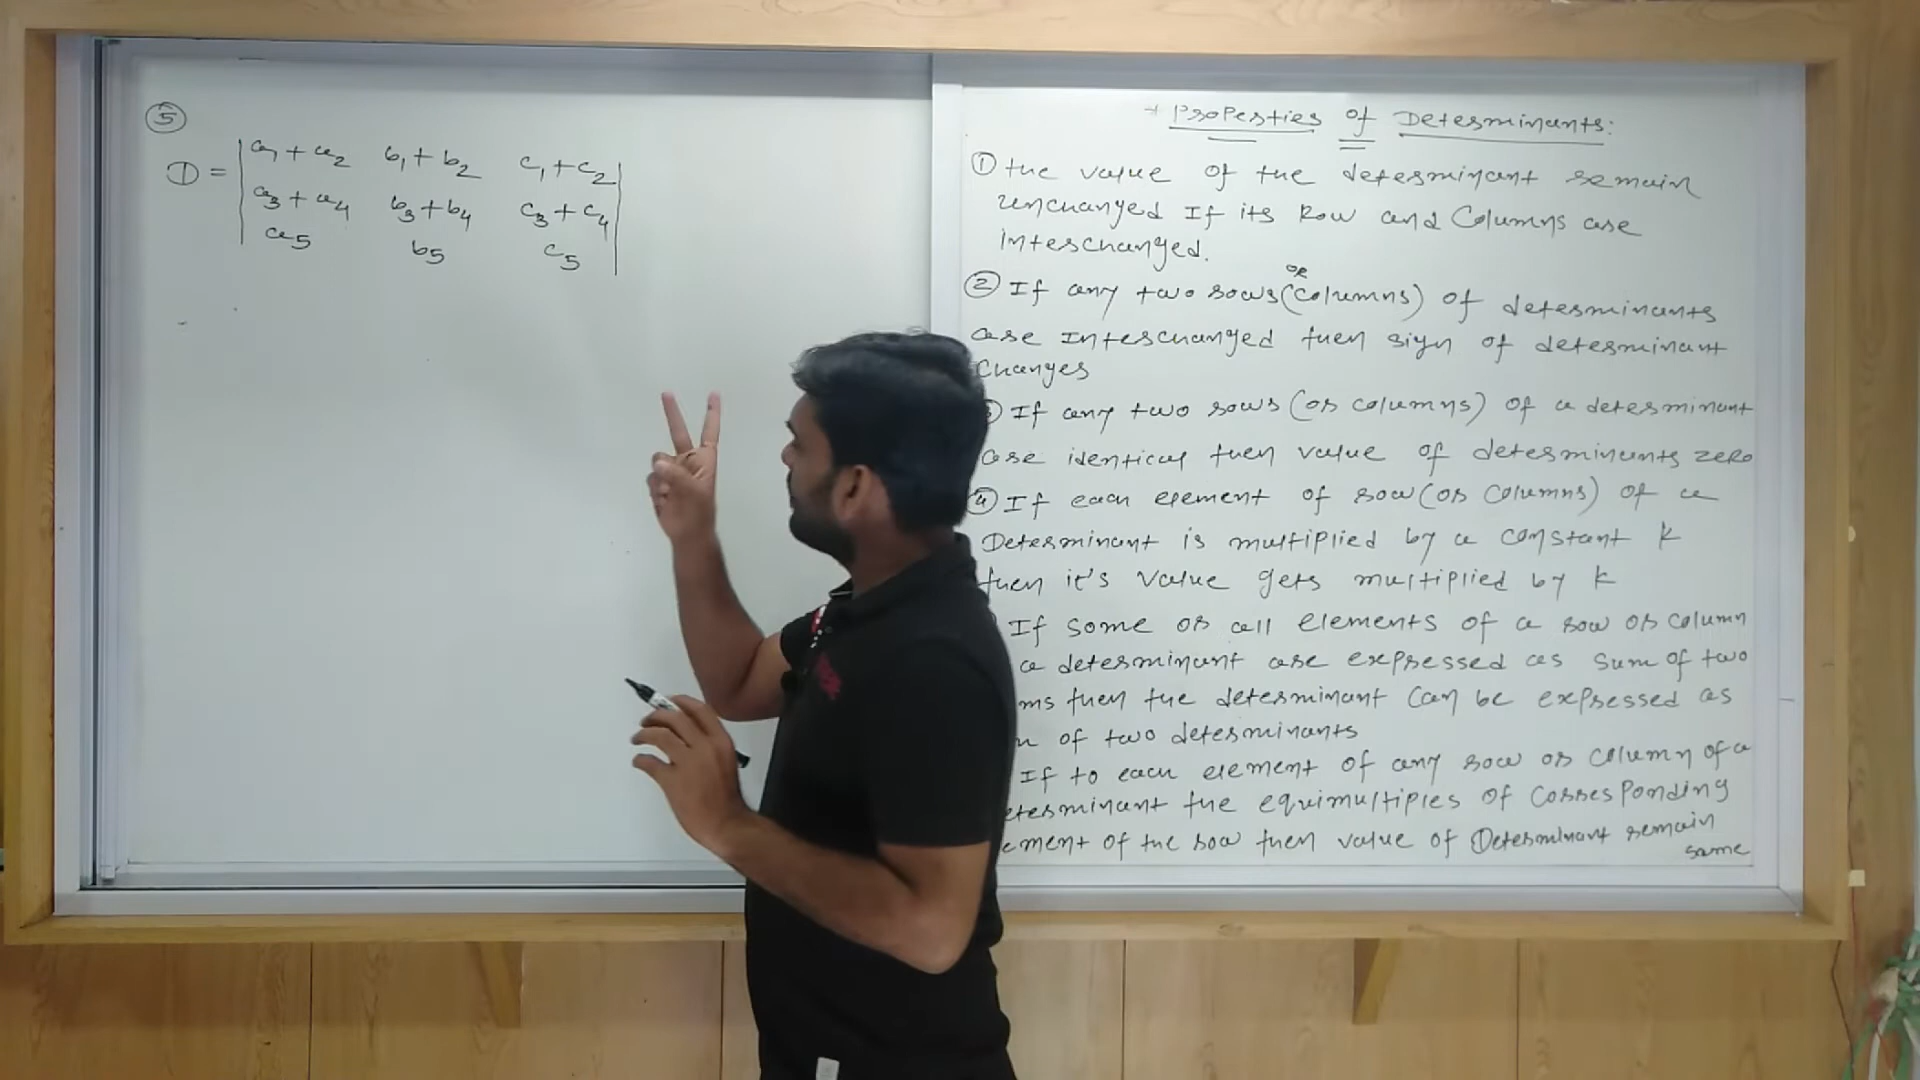 5
D = | a1 + a2 b1 + b2 c1 + c2 |
a3 + a4 b3 + b4 c3 + c4
a5 b5 c5
+ Properties of Determinants:
① the value of the determinant remain
unchanged If its Row and Columns are
interchanged.
② If any two rows (or columns) of determinants
are Interchanged then sign of determinant
Changes
If any two rows (or columns) of a determinant
are identical then value of determinants zero
④ If each element of row (or columns) of a
Determinant is multiplied by a constant k
then it's value gets multiplied by k
If some or all elements of a row or column
a determinant are expressed as sum of two
ms then the determinant can be expressed as
of two determinants
If to each element of any row or column of a
eterminant the equimultiples of corresponding
ement of the row then value of Determinant remain
same